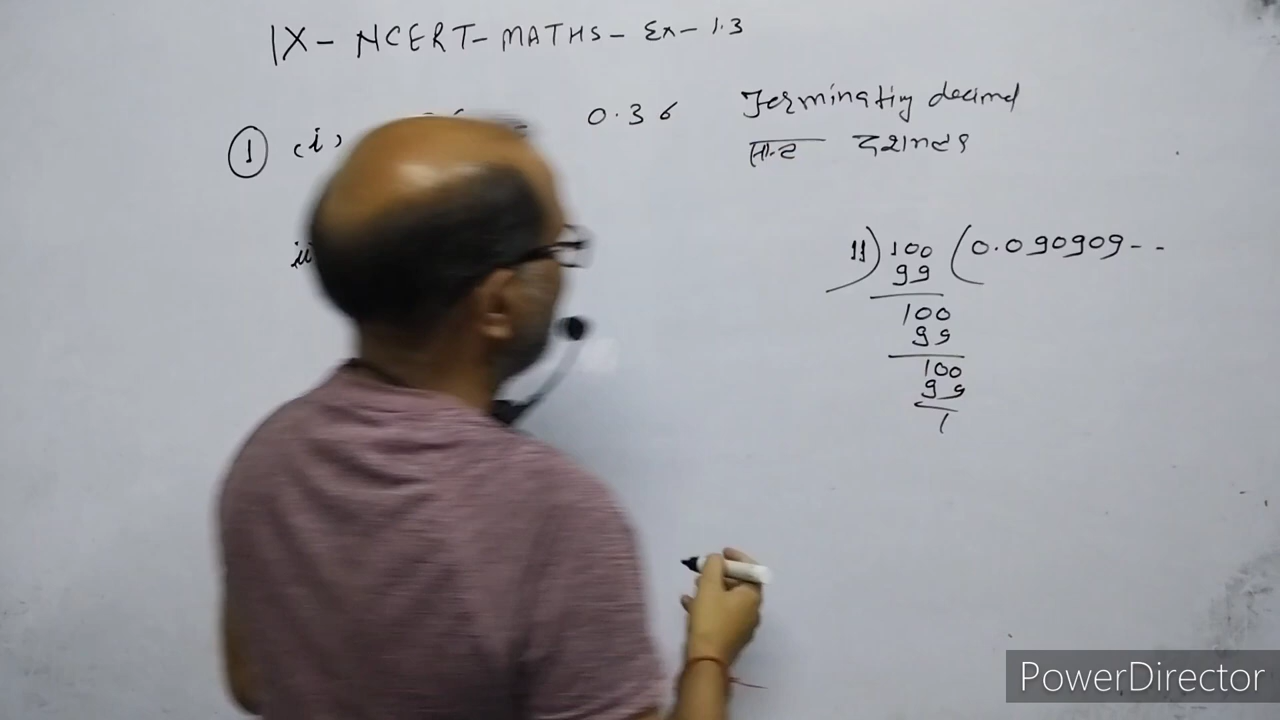 IX - NCERT - MATHS - Ex - 1.3
① (i) 0.36 Terminating decimal
सांत दशमलव
ii)
11) 100 (0.090909--
99
100
99
100
99
1
PowerDirector